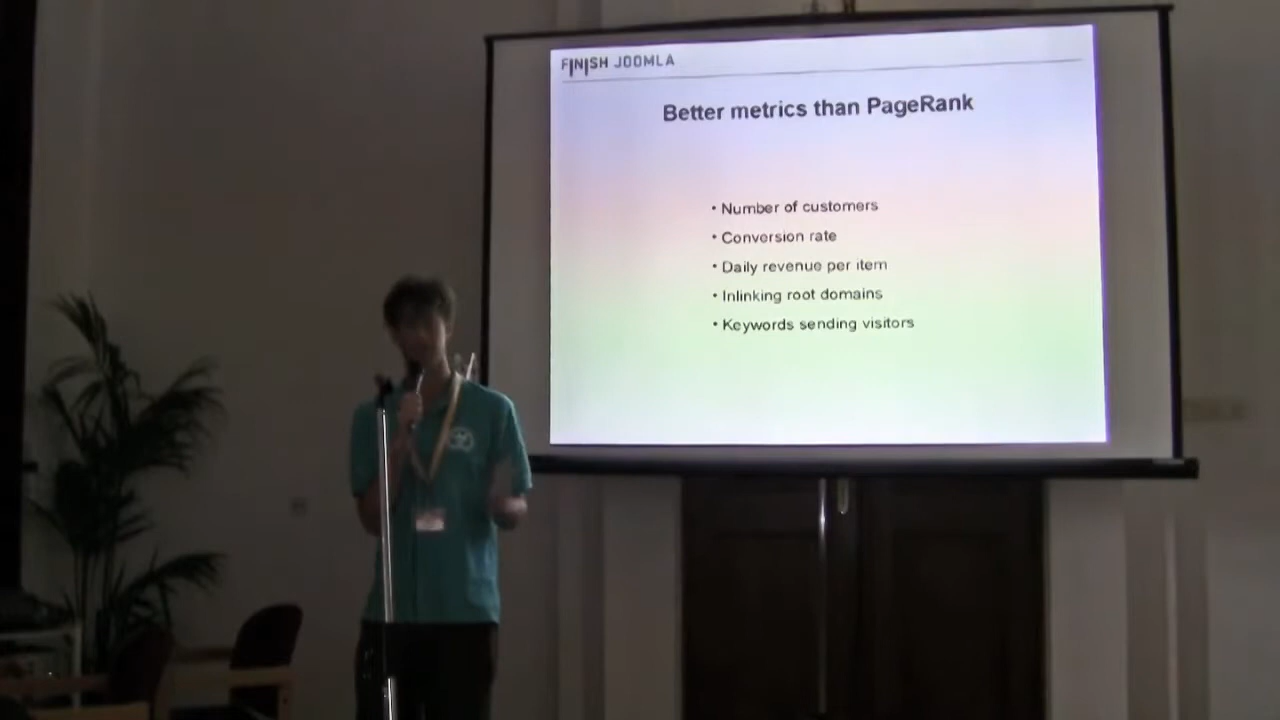 FINISH JOOMLA
Better metrics than PageRank
• Number of customers
• Conversion rate
• Daily revenue per item
• Inlinking root domains
• Keywords sending visitors